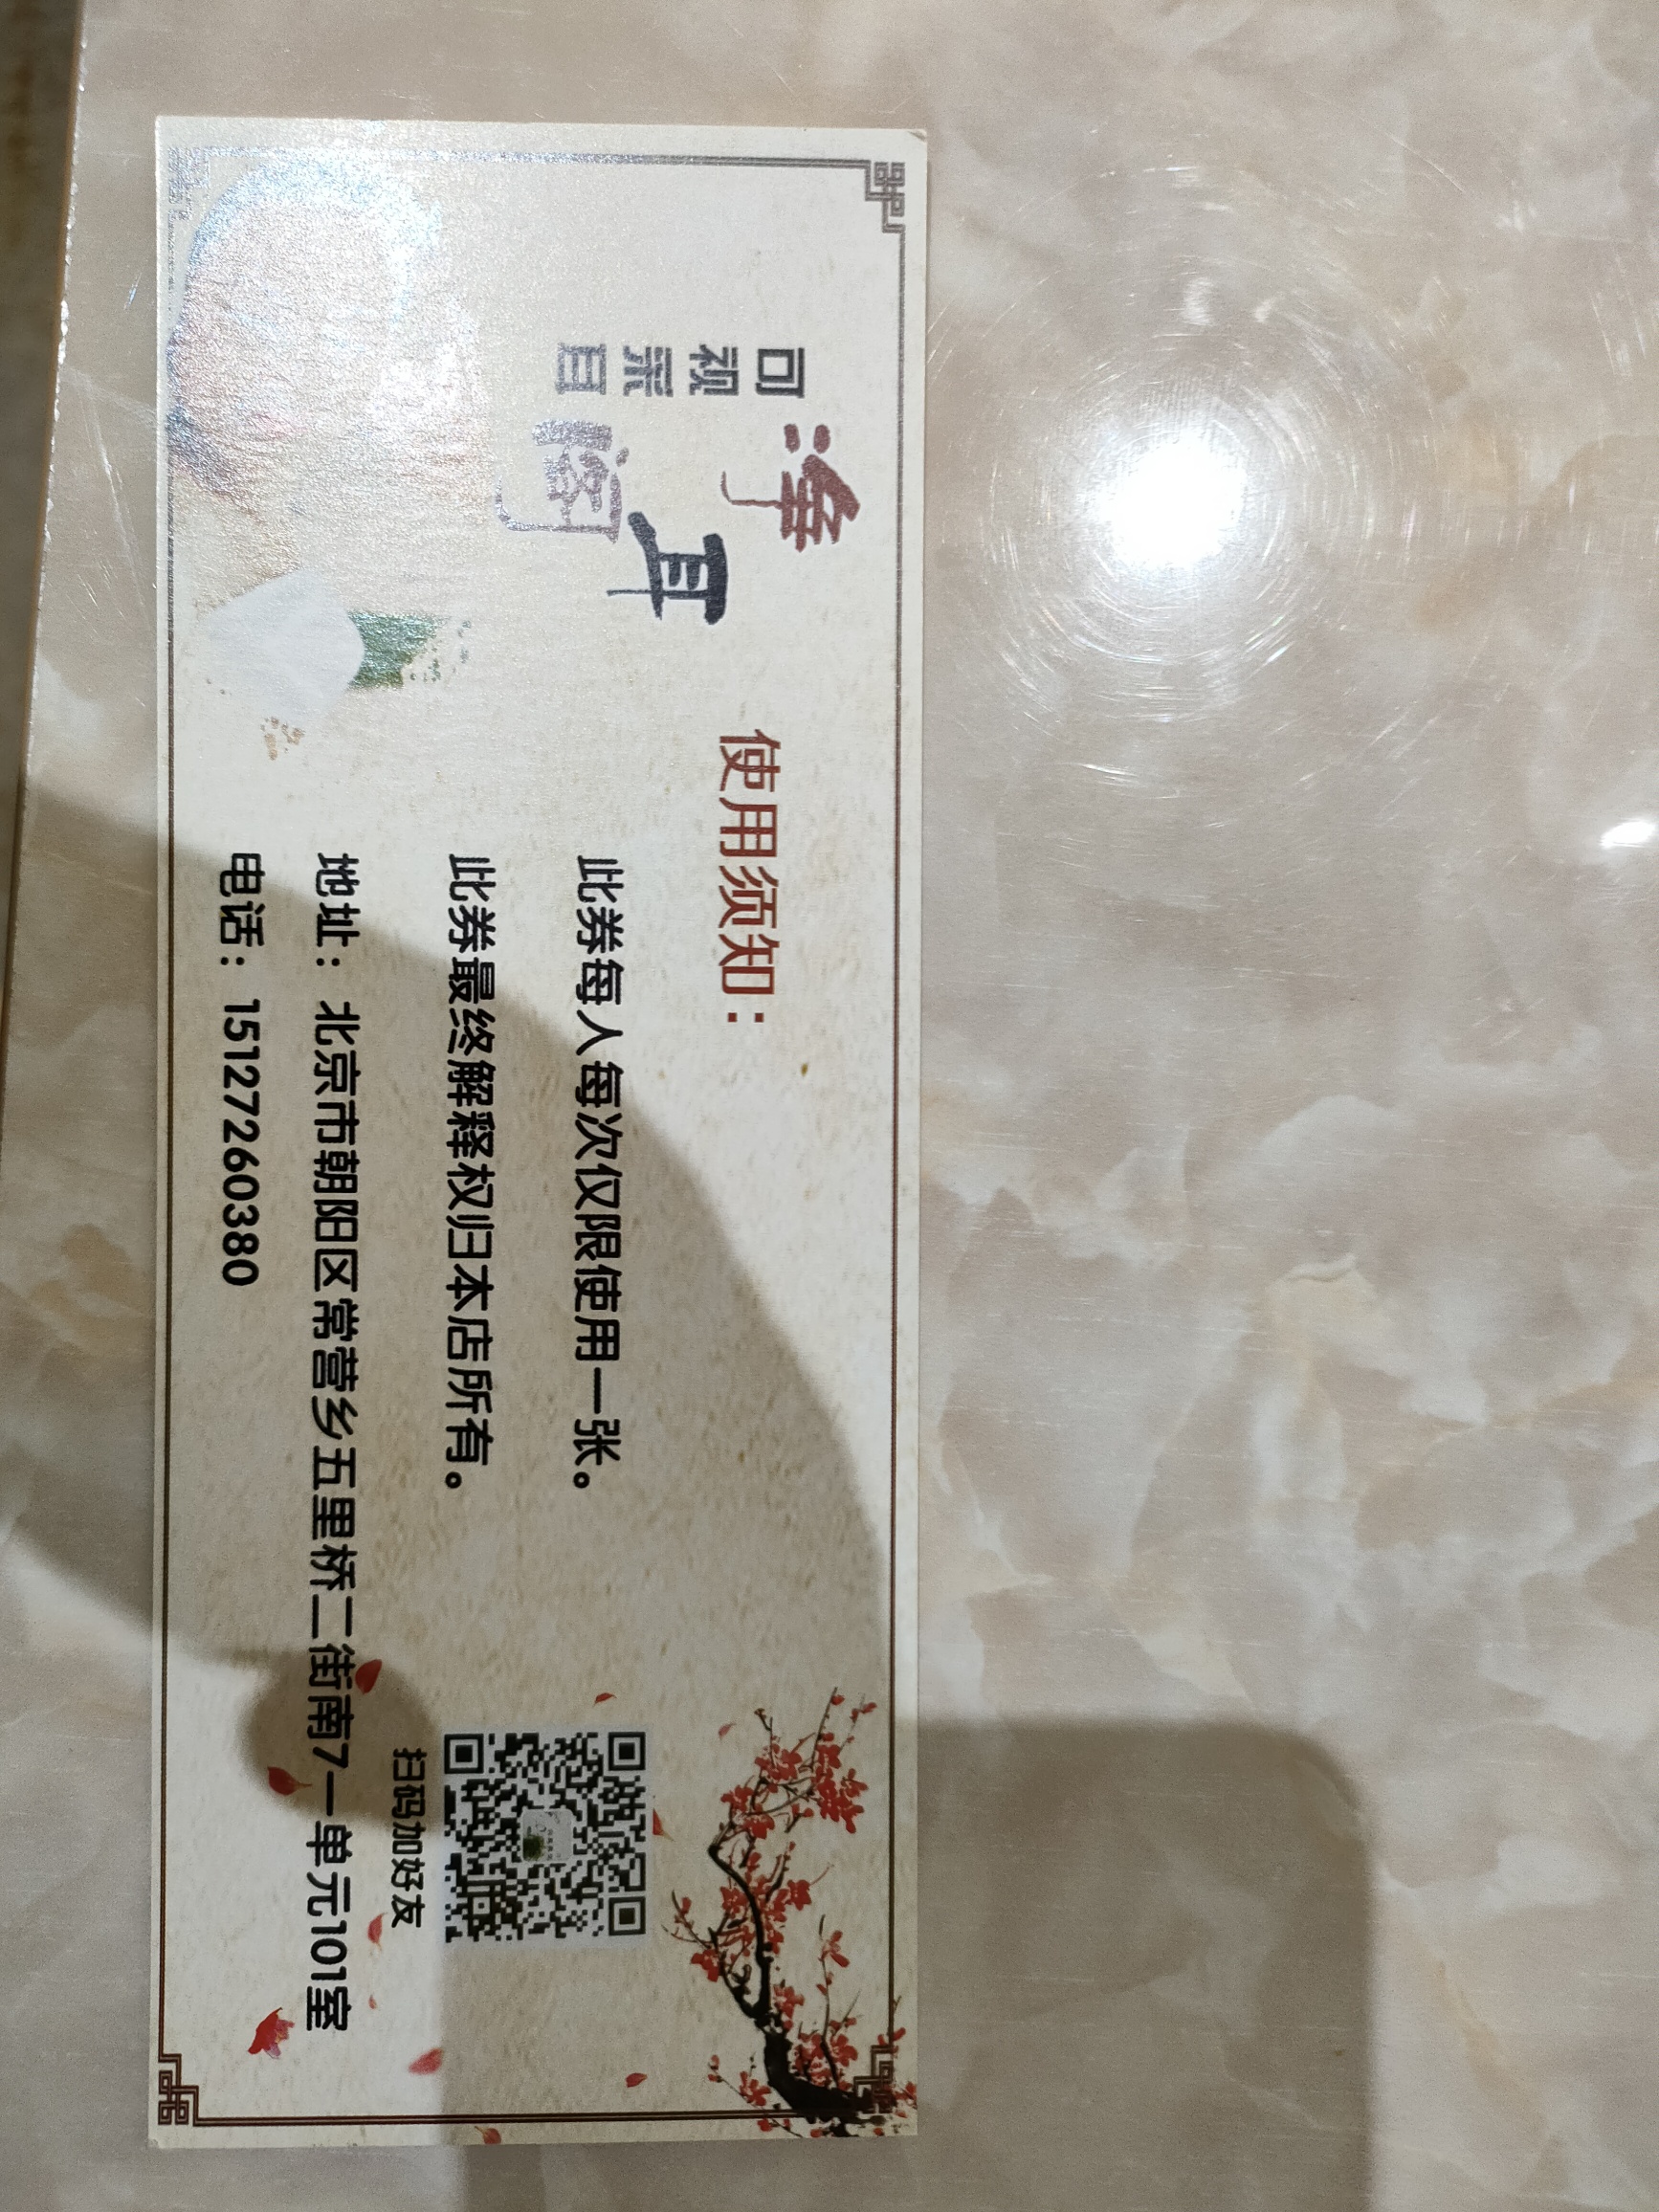 可视采耳
净耳阁
使用须知：
此券每人每次仅限使用一张。
此券最终解释权归本店所有。
扫码加好友
地址：北京市朝阳区常营乡五里桥二街南7一单元101室
电话：15127260380